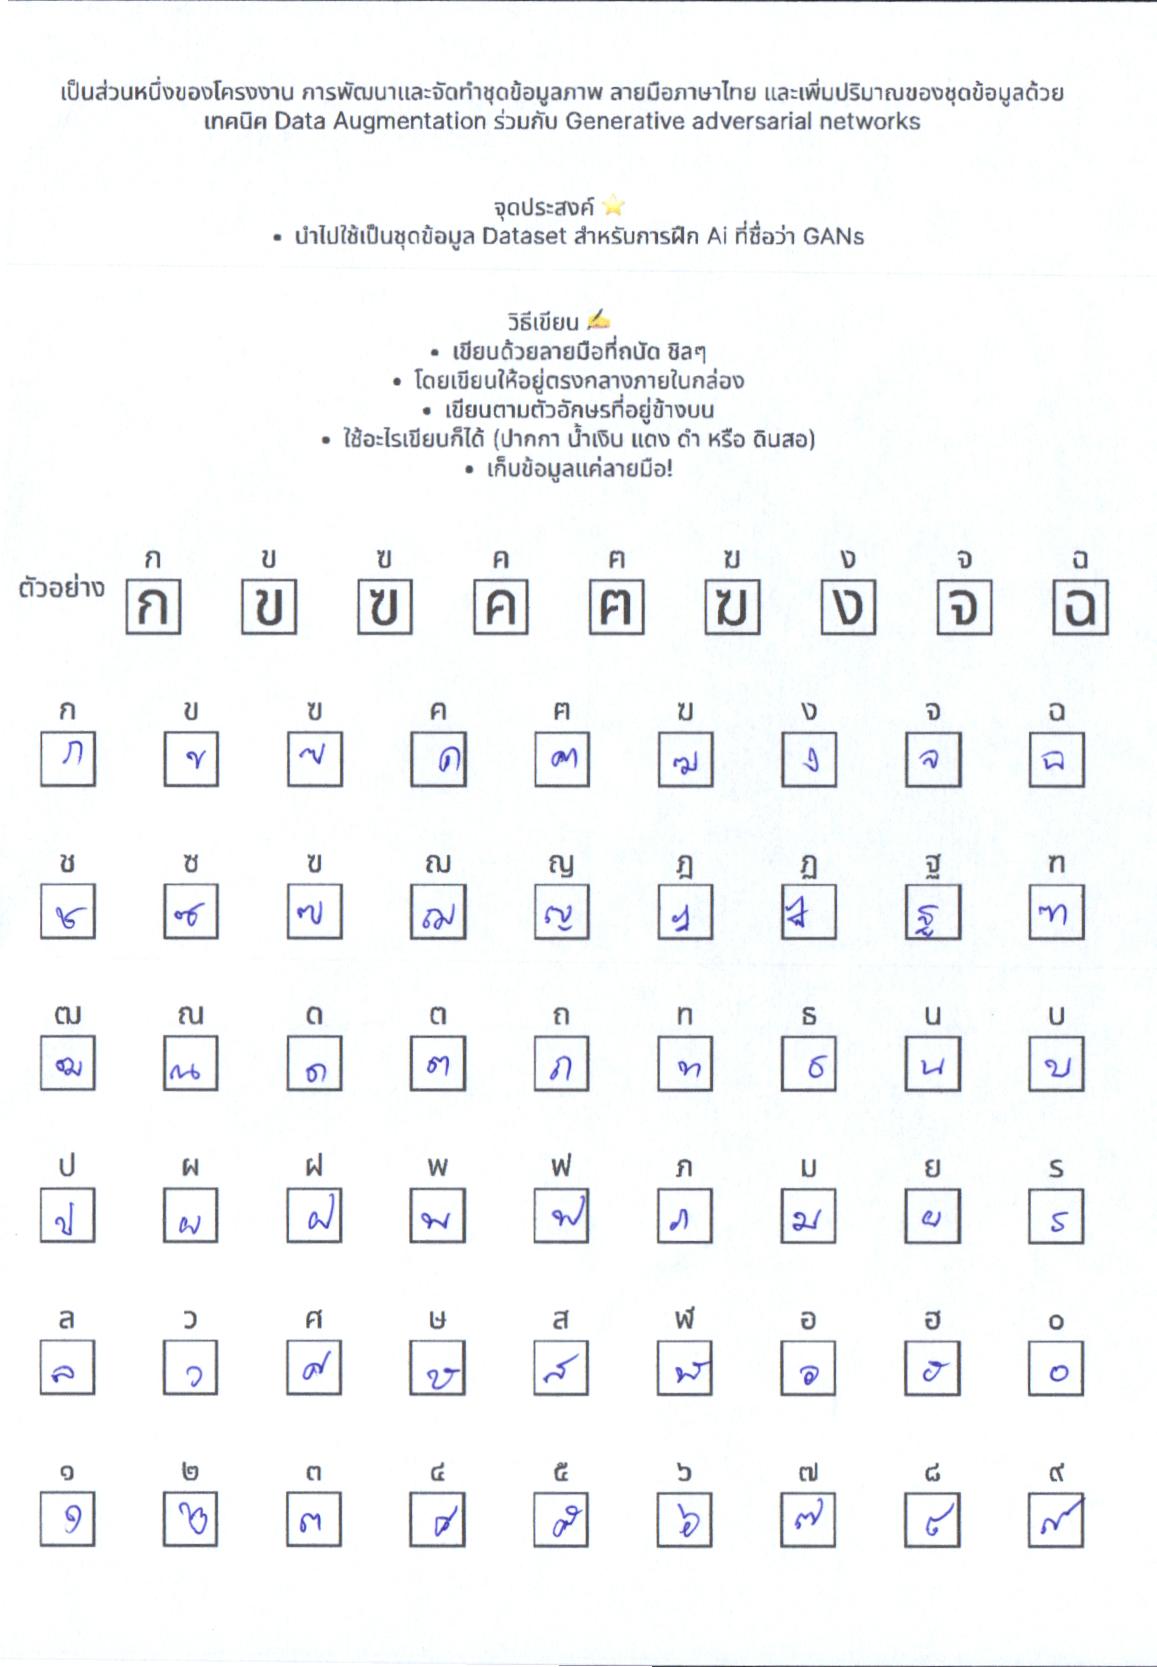 เป็นส่วนหนึ่งของโครงงาน การพัฒนาและจัดทำชุดข้อมูลภาพ ลายมือภาษาไทย และเพิ่มปริมาณของชุดข้อมูลด้วย
เทคนิค Data Augmentation ร่วมกับ Generative adversarial networks
จุดประสงค์ ⭐
• นำไปใช้เป็นชุดข้อมูล Dataset สำหรับการฝึก Ai ที่ชื่อว่า GANs
วิธีเขียน ✍
• เขียนด้วยลายมือที่ถนัด ชิลๆ
• โดยเขียนให้อยู่ตรงกลางภายในกล่อง
• เขียนตามตัวอักษรที่อยู่ข้างบน
• ใช้อะไรเขียนก็ได้ (ปากกา น้ำเงิน แดง ดำ หรือ ดินสอ)
• เก็บข้อมูลแค่ลายมือ!
ก ข ฃ ค ฅ ฆ ง จ ฉ
ตัวอย่าง ก ข ฃ ค ฅ ฆ ง จ ฉ
ก ข ฃ ค ฅ ฆ ง จ ฉ
ก ข ฃ ค ฅ ฆ ง จ ฉ
ช ซ ฃ ฌ ญ ฎ ฏ ฐ ฑ
ช ซ ฃ ฌ ญ ฎ ฏ ฐ ฑ
ฒ ณ ด ต ถ ท ธ น บ
ฒ ณ ด ต ถ ท ธ น บ
ป ผ ฝ พ ฟ ภ ม ย ร
ป ผ ฝ พ ฟ ภ ม ย ร
ล ว ศ ษ ส ฬ อ ฮ ๐
ล ว ศ ษ ส ฬ อ ฮ ๐
๑ ๒ ๓ ๔ ๕ ๖ ๗ ๘ ๙
๑ ๒ ๓ ๔ ๕ ๖ ๗ ๘ ๙